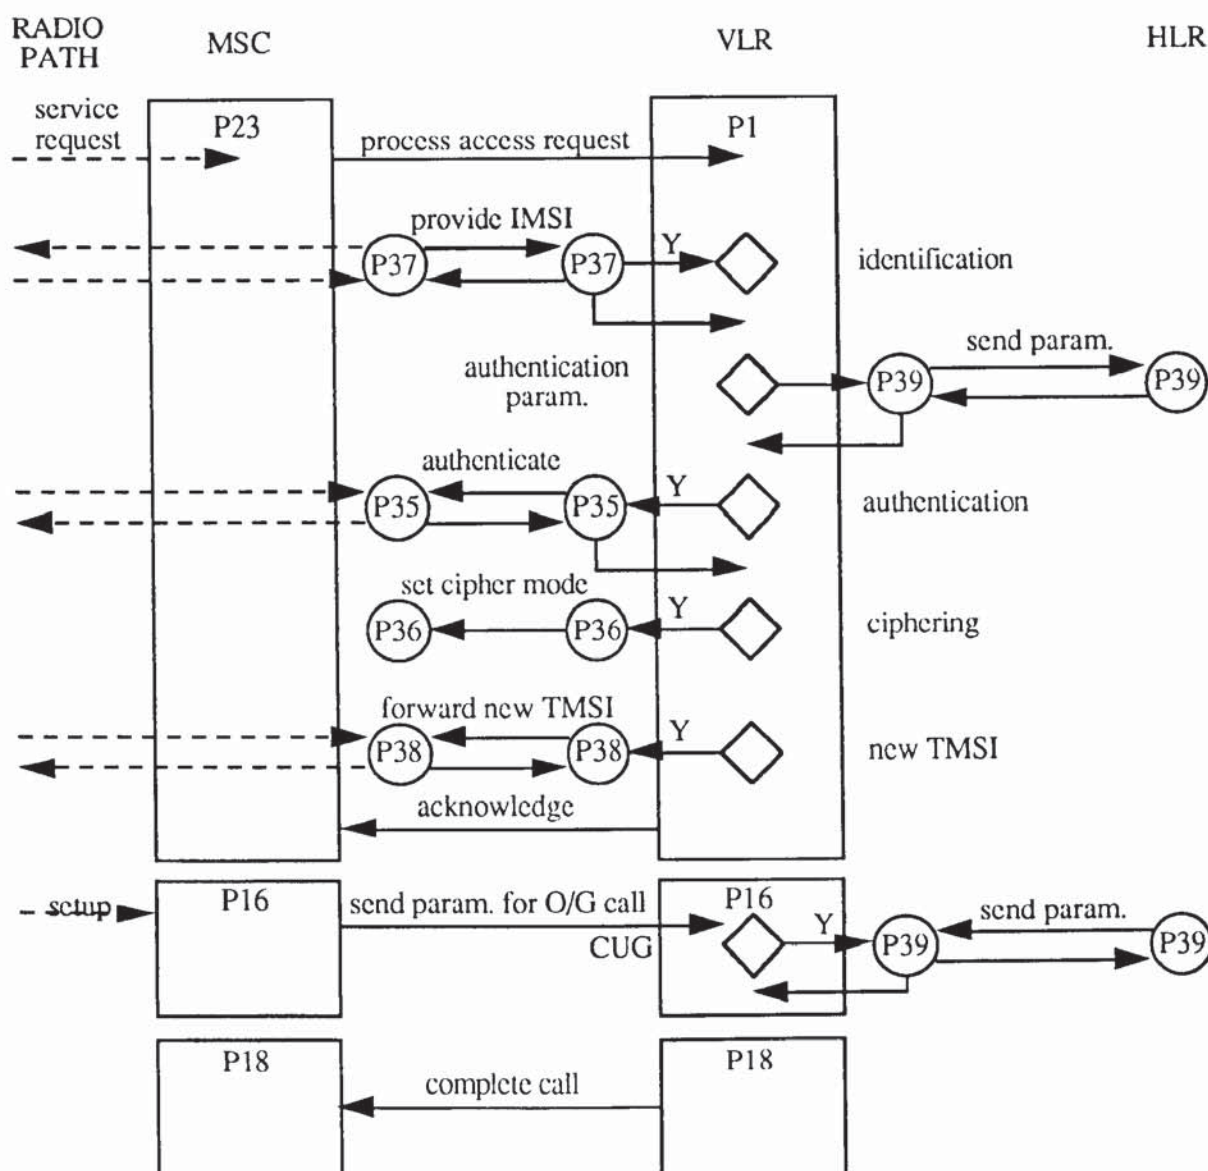 RADIO
PATH
MSC
VLR
HLR
service
request
P23
process access request
P1
provide IMSI
P37
P37
Y
identification
authentication
param.
send param.
P39
P39
authenticate
P35
P35
Y
authentication
set cipher mode
P36
P36
Y
ciphering
forward new TMSI
P38
P38
Y
new TMSI
acknowledge
setup
P16
send param. for O/G call
CUG
P16
Y
P39
send param.
P39
P18
complete call
P18